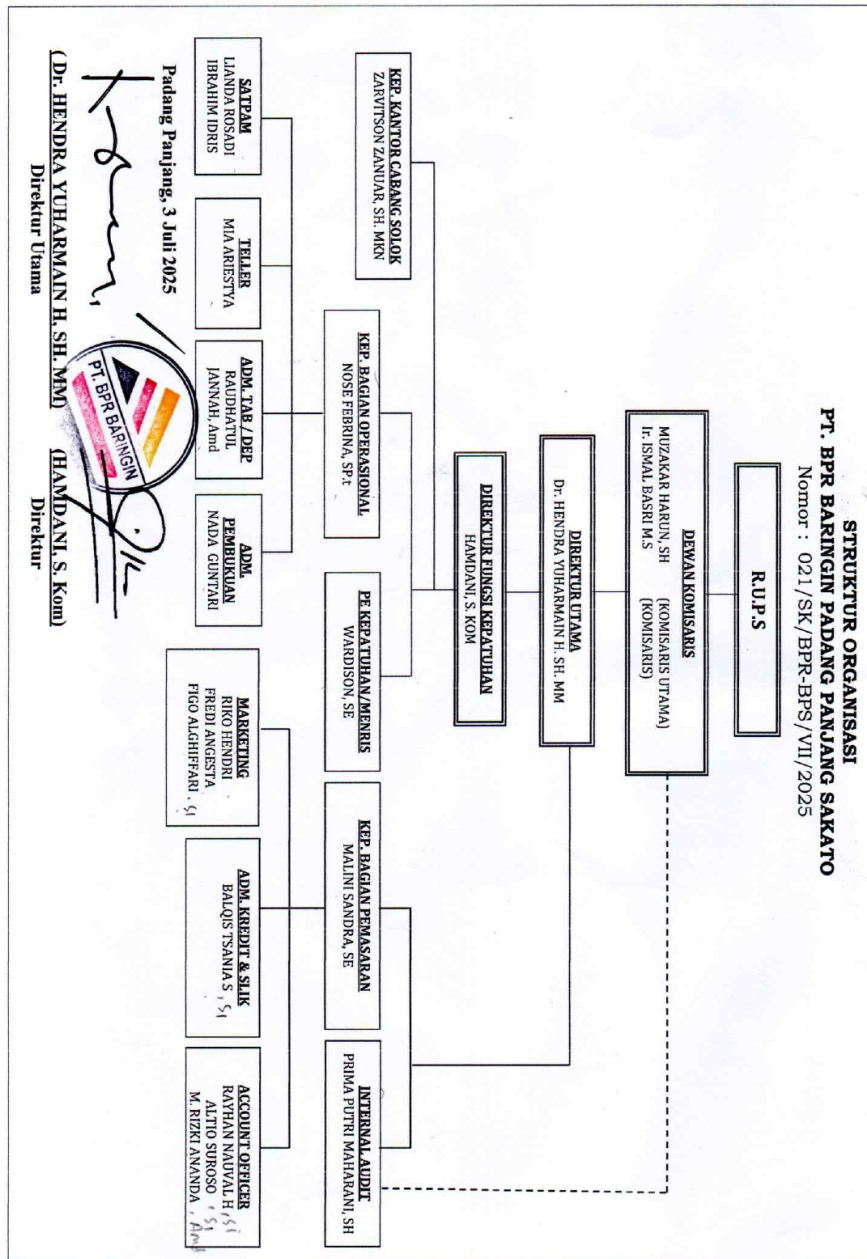 STRUKTUR ORGANISASI
PT. BPR BARINGIN PADANG PANJANG SAKATO
Nomor : 021/SK/BPR-BPS/VII/2025
R.U.P.S
DEWAN KOMISARIS
MUZAKAR HARUN, SH (KOMISARIS UTAMA)
Ir. ISMAL BASRI M.S (KOMISARIS)
DIREKTUR UTAMA
Dr. HENDRA YUHARMAIN H. SH. MM
DIREKTUR FUNGSI KEPATUHAN
HAMDANI, S. KOM
KEP. KANTOR CABANG SOLOK
ZARVITSON ZANUAR, SH. MKN
KEP. BAGIAN OPERASIONAL
NOSE FEBRINA, SP.t
PE KEPATUHAN/MENRIS
WARDISON, SE
KEP. BAGIAN PEMASARAN
MALINI SANDRA, SE
INTERNAL AUDIT
PRIMA PUTRI MAHARANI, SH
SATPAM
LIANDA ROSADI
IBRAHIM IDRIS
TELLER
MIA ARIESTYA
ADM. TAB / DEP
RAUDHATUL
JANNAH, Amd
ADM.
PEMBUKUAN
NADA GUNTARI
MARKETING
RIKO HENDRI
FREDI ANGESTA
FIGO ALGHIFFARI . S1
ADM. KREDIT & SLIK
BALQIS TSANIA S , S1
ACCOUNT OFFICER
RAYHAN NAUVAL H , S1
ALTIO SUROSO , S1
M. RIZKI ANANDA , Amd
Padang Panjang, 3 Juli 2025
PT. BPR BARINGIN
( Dr. HENDRA YUHARMAIN H. SH. MM) (HAMDANI, S. Kom)
Direktur Utama Direktur